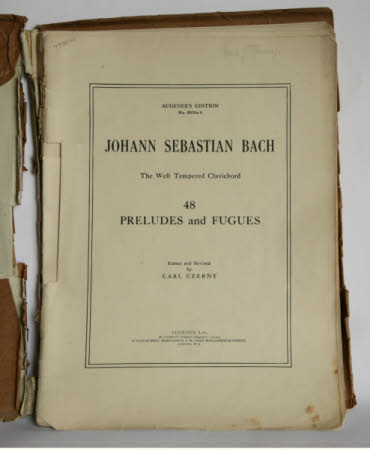 AUGENER'S EDITION
JOHANN SEBASTIAN BACH
The Well Tempered Clavichord
48
PRELUDES and FUGUES
Edited and Revised
by
CARL CZERNY
AUGENER Ltd.